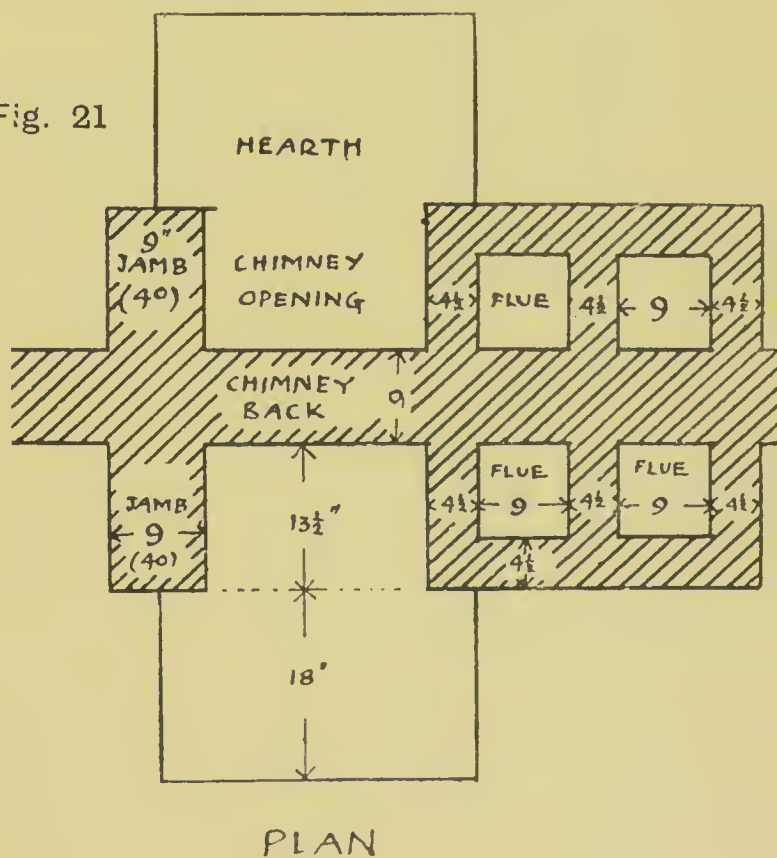 Fig. 21
HEARTH
9"
JAMB
(40)
CHIMNEY
OPENING
4½ FLUE 4½ 9 4½
CHIMNEY
BACK
9
JAMB
9
(40)
13½"
FLUE FLUE
4½ 9 4½ 9 4½
4½
18"
PLAN